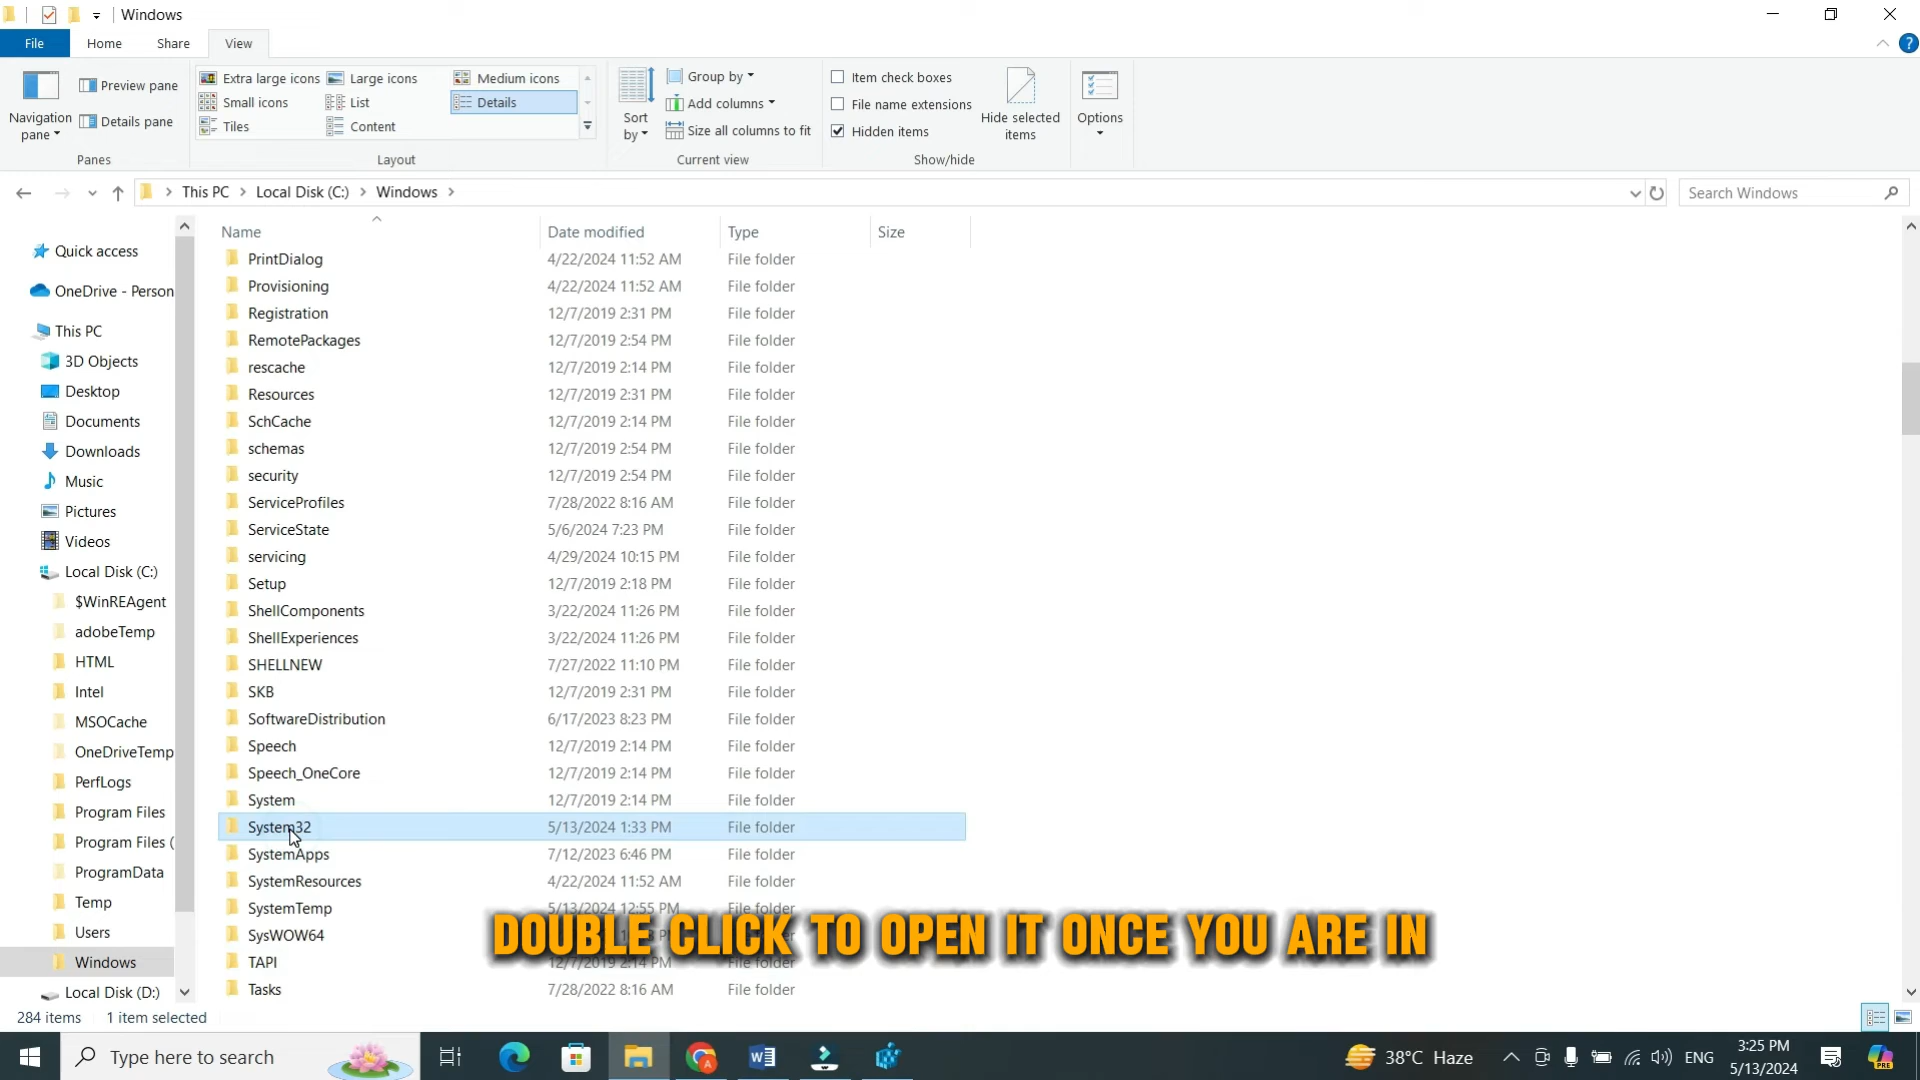 Windows
File Home Share View
Navigation pane
Preview pane
Details pane
Panes
Extra large icons Large icons Medium icons
Small icons List Details
Tiles Content
Layout
Sort by
Group by
Add columns
Size all columns to fit
Current view
Item check boxes
File name extensions
Hidden items
Hide selected items
Show/hide
Options
This PC > Local Disk (C:) > Windows >
Search Windows
Quick access
OneDrive - Person
This PC
3D Objects
Desktop
Documents
Downloads
Music
Pictures
Videos
Local Disk (C:)
$WinREAgent
adobeTemp
HTML
Intel
MSOCache
OneDriveTemp
PerfLogs
Program Files
Program Files (
ProgramData
Temp
Users
Windows
Local Disk (D:)
Name Date modified Type Size
PrintDialog 4/22/2024 11:52 AM File folder
Provisioning 4/22/2024 11:52 AM File folder
Registration 12/7/2019 2:31 PM File folder
RemotePackages 12/7/2019 2:54 PM File folder
rescache 12/7/2019 2:14 PM File folder
Resources 12/7/2019 2:31 PM File folder
SchCache 12/7/2019 2:14 PM File folder
schemas 12/7/2019 2:54 PM File folder
security 12/7/2019 2:54 PM File folder
ServiceProfiles 7/28/2022 8:16 AM File folder
ServiceState 5/6/2024 7:23 PM File folder
servicing 4/29/2024 10:15 PM File folder
Setup 12/7/2019 2:18 PM File folder
ShellComponents 3/22/2024 11:26 PM File folder
ShellExperiences 3/22/2024 11:26 PM File folder
SHELLNEW 7/27/2022 11:10 PM File folder
SKB 12/7/2019 2:31 PM File folder
SoftwareDistribution 6/17/2023 8:23 PM File folder
Speech 12/7/2019 2:14 PM File folder
Speech_OneCore 12/7/2019 2:14 PM File folder
System 12/7/2019 2:14 PM File folder
System32 5/13/2024 1:33 PM File folder
SystemApps 7/12/2023 6:46 PM File folder
SystemResources 4/22/2024 11:52 AM File folder
SystemTemp 5/13/2024 12:55 PM File folder
SysWOW64
TAPI 12/7/2019 2:14 PM File folder
Tasks 7/28/2022 8:16 AM File folder
DOUBLE CLICK TO OPEN IT ONCE YOU ARE IN
284 items 1 item selected
Type here to search
38°C Haze
ENG
3:25 PM
5/13/2024
PRE